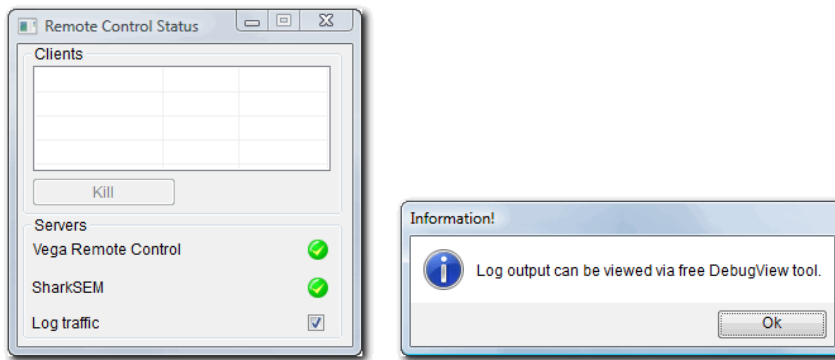 Remote Control Status
Clients
Kill
Servers
Vega Remote Control
SharkSEM
Log traffic
Information!
Log output can be viewed via free DebugView tool.
Ok